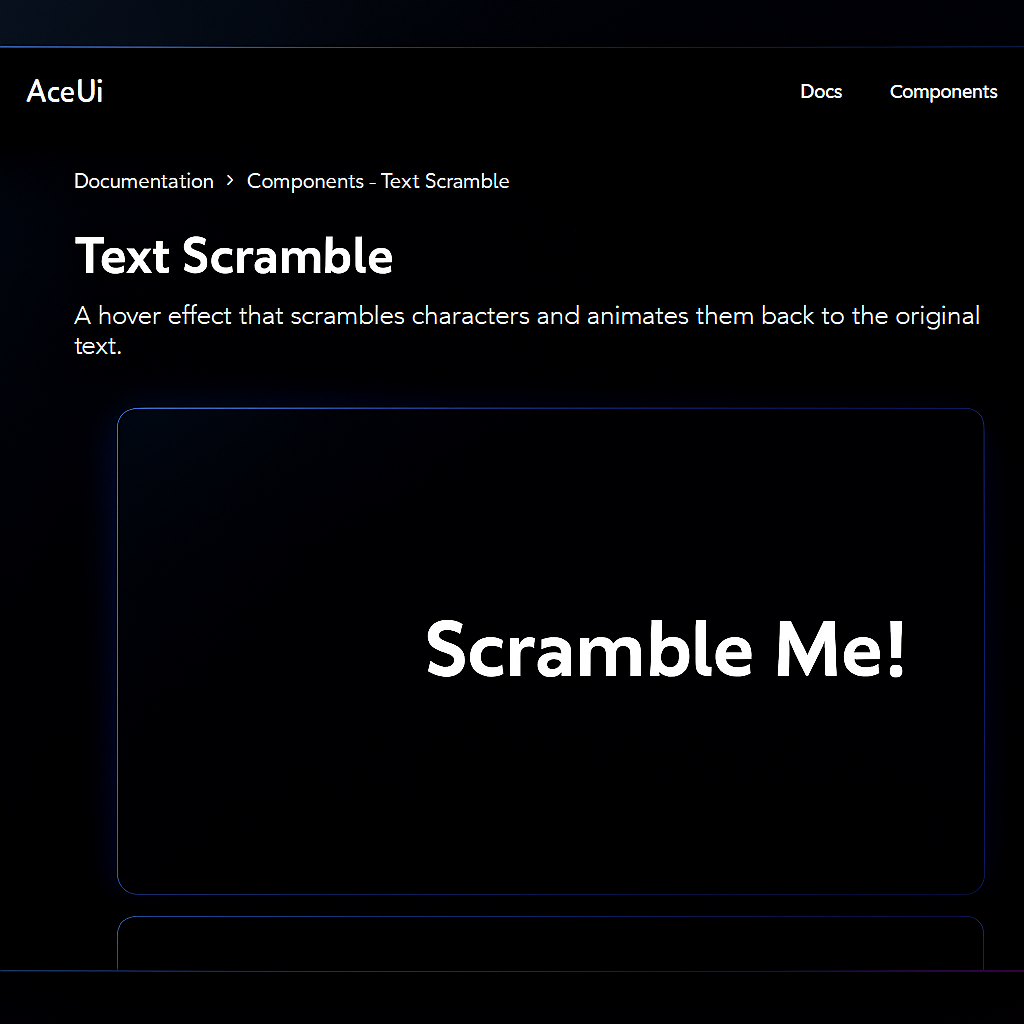 AceUi
Docs
Components
Documentation > Components - Text Scramble
Text Scramble
A hover effect that scrambles characters and animates them back to the original
text.
Scramble Me!